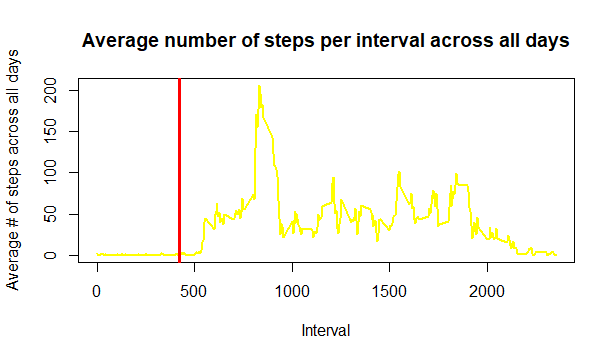 Average number of steps per interval across all days
Average # of steps across all days
200
150
100
50
0
0 500 1000 1500 2000
Interval